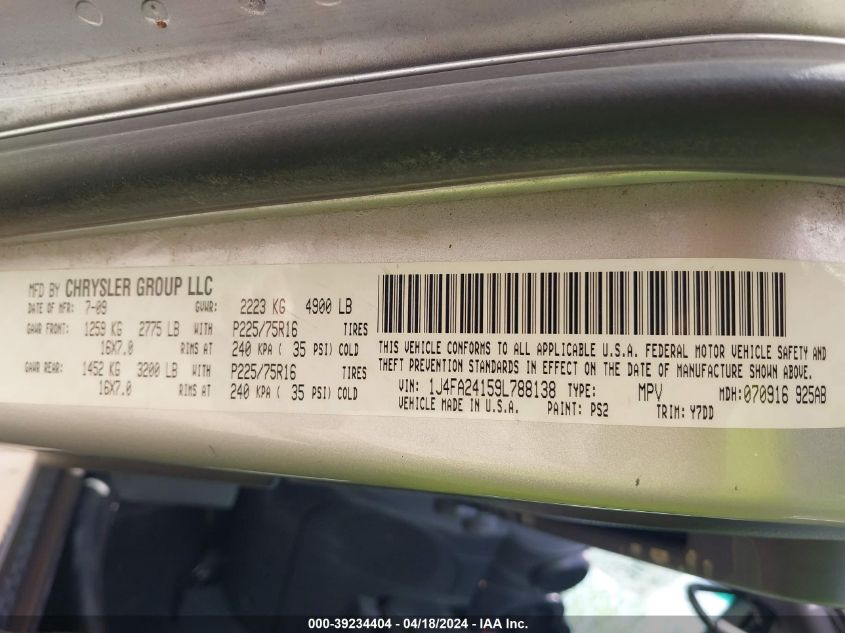 MFD BY CHRYSLER GROUP LLC
DATE OF MFR: 7-09 GVWR: 2223 KG 4900 LB
GAWR FRONT: 1259 KG 2775 LB WITH P225/75R16 TIRES
16X7.0 RIMS AT 240 KPA ( 35 PSI) COLD
GAWR REAR: 1452 KG 3200 LB WITH P225/75R16 TIRES
16X7.0 RIMS AT 240 KPA ( 35 PSI) COLD
THIS VEHICLE CONFORMS TO ALL APPLICABLE U.S.A. FEDERAL MOTOR VEHICLE SAFETY AND
THEFT PREVENTION STANDARDS IN EFFECT ON THE DATE OF MANUFACTURE SHOWN ABOVE.
VIN: 1J4FA24159L788138 TYPE: MPV MDH:070916 925AB
VEHICLE MADE IN U.S.A. PAINT: PS2 TRIM: Y7DD
000-39234404 - 04/18/2024 - IAA Inc.